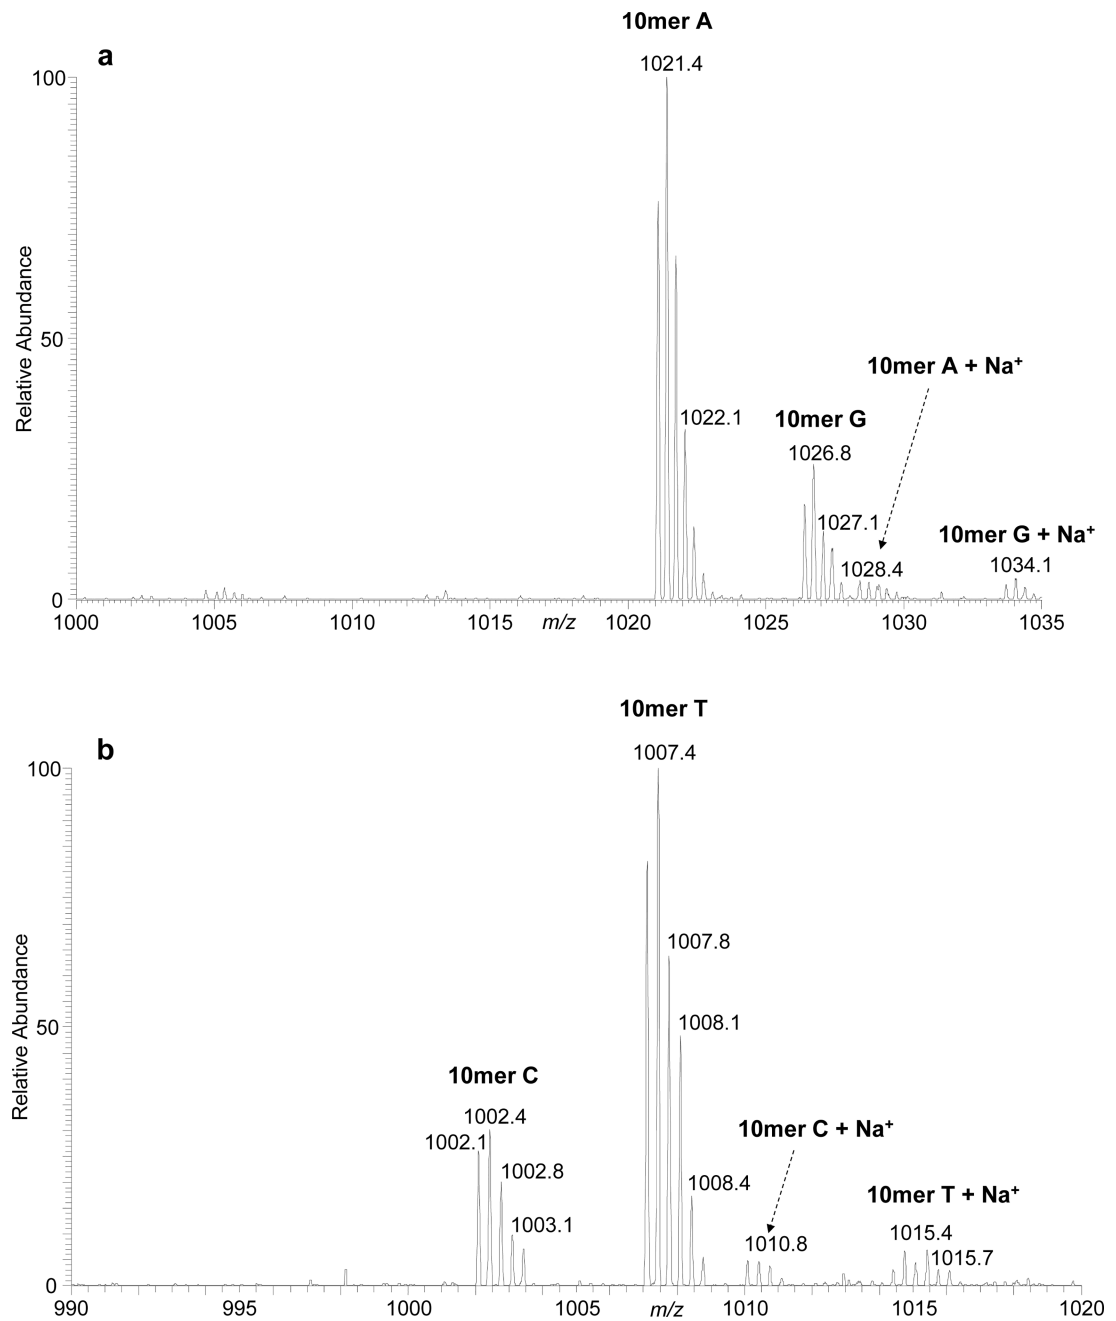 10mer A
a
1021.4
100
Relative Abundance
50
10mer A + Na⁺
1022.1
10mer G
1026.8
1027.1
10mer G + Na⁺
1028.4
1034.1
0
1000 1005 1010 1015 m/z 1020 1025 1030 1035
10mer T
b
1007.4
100
Relative Abundance
1007.8
50
1008.1
10mer C
1002.4
1002.1
10mer C + Na⁺
1002.8
1008.4
10mer T + Na⁺
1003.1
1010.8
1015.4
1015.7
0
990 995 1000 1005 m/z 1010 1015 1020